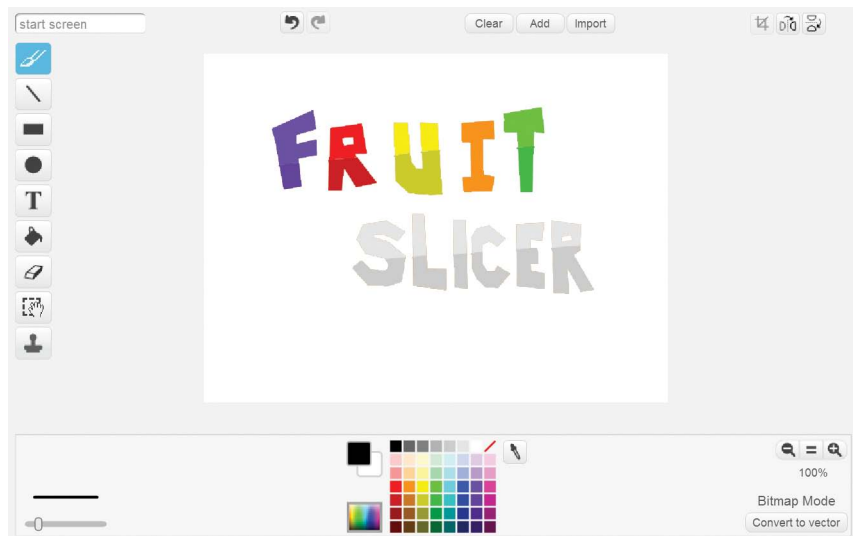 start screen
Clear Add Import
T
FRUIT
SLICER
100%
Bitmap Mode
Convert to vector